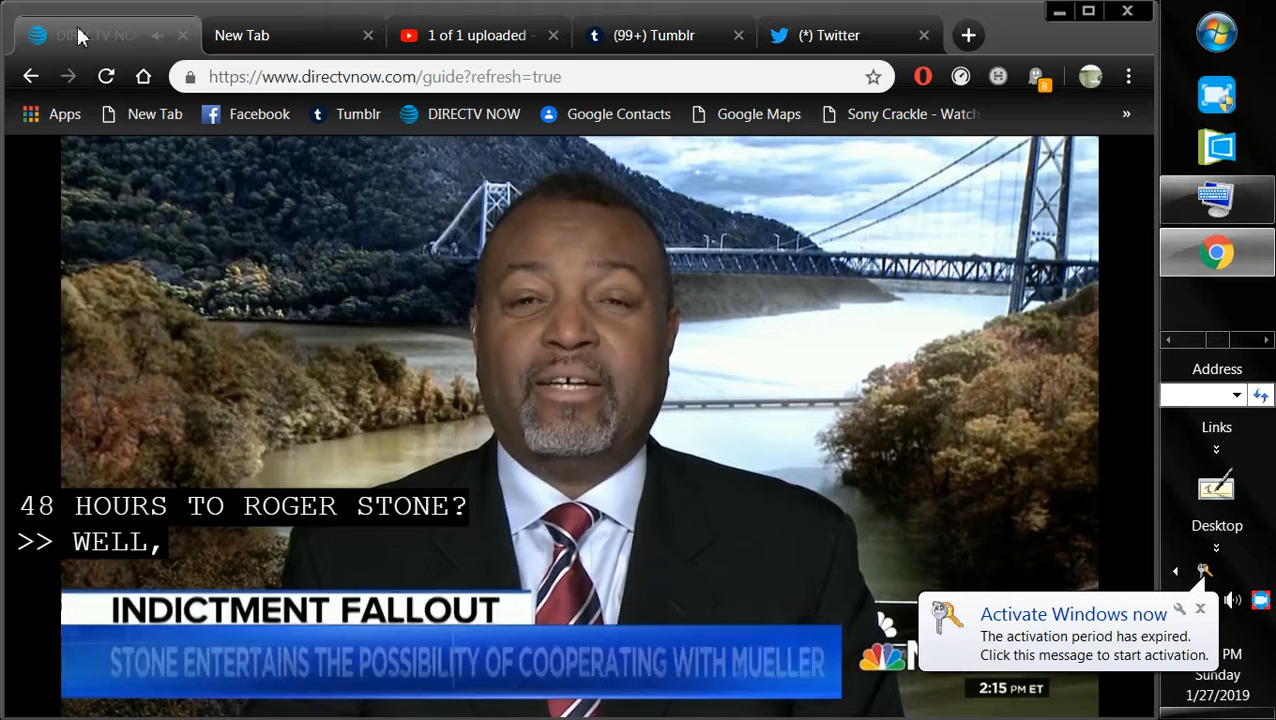 DIRECTV NC
New Tab
1 of 1 uploaded -
(99+) Tumblr
(*) Twitter
https://www.directvnow.com/guide?refresh=true
8
Apps
New Tab
Facebook
Tumblr
DIRECTV NOW
Google Contacts
Google Maps
Sony Crackle - Watch
»
48 HOURS TO ROGER STONE?
>> WELL,
INDICTMENT FALLOUT
STONE ENTERTAINS THE POSSIBILITY OF COOPERATING WITH MUELLER
2:15 PM ET
Address
Links
Desktop
Activate Windows now
The activation period has expired.
Click this message to start activation.
PM
Sunday
1/27/2019